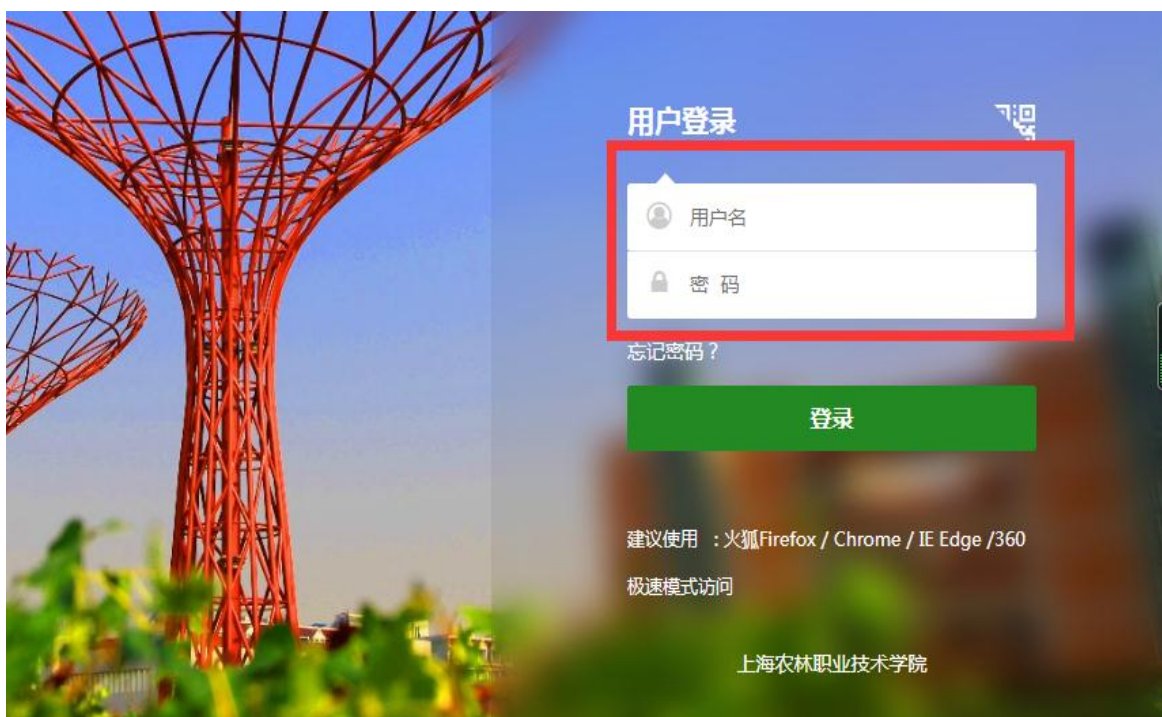 用户登录
用户名
密 码
忘记密码？
登录
建议使用 ：火狐Firefox / Chrome / IE Edge /360
极速模式访问
上海农林职业技术学院